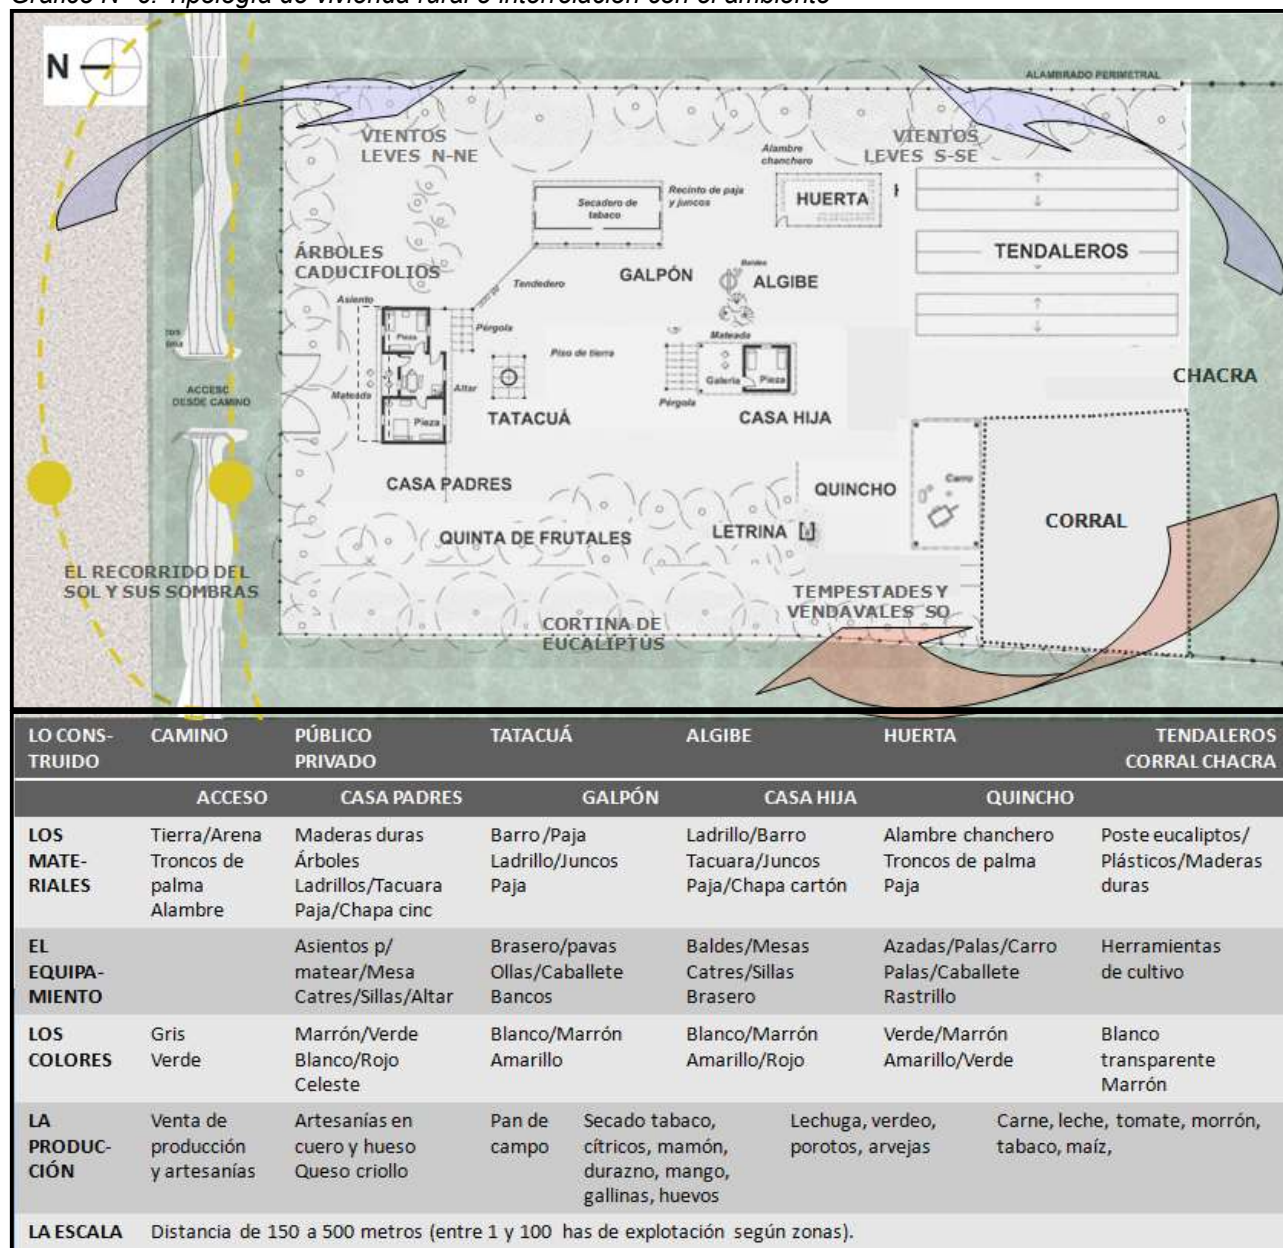 Gráfico N° 6: Tipología de vivienda rural e interrelación con el ambiente
N
ALAMBRADO PERIMETRAL
VIENTOS
LEVES N-NE
VIENTOS
LEVES S-SE
Alambre
chanchero
Secadero de
tabaco
Recinto de paja
y juncos
HUERTA
ÁRBOLES
CADUCIFOLIOS
GALPÓN
Baldes
ALGIBE
TENDALEROS
Tendedero
Asiento
Pieza
Pérgola
Mateada
Piso de tierra
Galería
Pieza
CHACRA
ACCESO
DESDE CAMINO
Mateada
Altar
Pieza
TATACUÁ
Pérgola
CASA HIJA
CASA PADRES
QUINCHO
Carro
QUINTA DE FRUTALES
LETRINA
CORRAL
EL RECORRIDO DEL
SOL Y SUS SOMBRAS
TEMPESTADES Y
VENDAVALES SO
CORTINA DE
EUCALIPTUS
LO CONS-
TRUIDO
CAMINO
PÚBLICO
PRIVADO
TATACUÁ
ALGIBE
HUERTA
TENDALEROS
CORRAL CHACRA
ACCESO
CASA PADRES
GALPÓN
CASA HIJA
QUINCHO
LOS
MATE-
RIALES
Tierra/Arena
Troncos de
palma
Alambre
Maderas duras
Árboles
Ladrillos/Tacuara
Paja/Chapa cinc
Barro/Paja
Ladrillo/Juncos
Paja
Ladrillo/Barro
Tacuara/Juncos
Paja/Chapa cartón
Alambre chanchero
Troncos de palma
Paja
Poste eucaliptos/
Plásticos/Maderas
duras
EL
EQUIPA-
MIENTO
Asientos p/
matear/Mesa
Catres/Sillas/Altar
Brasero/pavas
Ollas/Caballete
Bancos
Baldes/Mesas
Catres/Sillas
Brasero
Azadas/Palas/Carro
Palas/Caballete
Rastrillo
Herramientas
de cultivo
LOS
COLORES
Gris
Verde
Marrón/Verde
Blanco/Rojo
Celeste
Blanco/Marrón
Amarillo
Blanco/Marrón
Amarillo/Rojo
Verde/Marrón
Amarillo/Verde
Blanco
transparente
Marrón
LA
PRODUC-
CIÓN
Venta de
producción
y artesanías
Artesanías en
cuero y hueso
Queso criollo
Pan de
campo
Secado tabaco,
cítricos, mamón,
durazno, mango,
gallinas, huevos
Lechuga, verdeo,
porotos, arvejas
Carne, leche, tomate, morrón,
tabaco, maíz,
LA ESCALA
Distancia de 150 a 500 metros (entre 1 y 100 has de explotación según zonas).